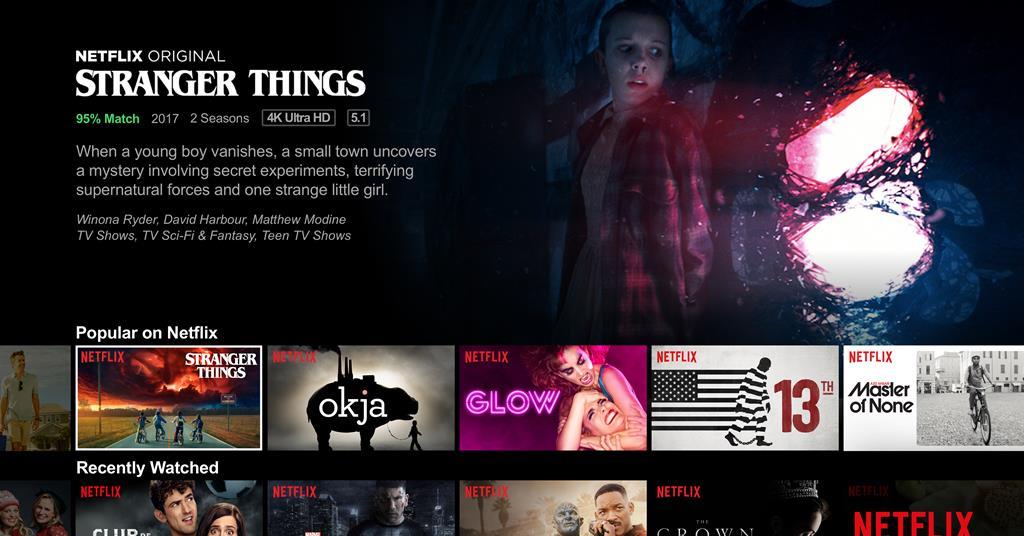 NETFLIX ORIGINAL
STRANGER THINGS
95% Match 2017 2 Seasons 4K Ultra HD 5.1
When a young boy vanishes, a small town uncovers
a mystery involving secret experiments, terrifying
supernatural forces and one strange little girl.
Winona Ryder, David Harbour, Matthew Modine
TV Shows, TV Sci-Fi & Fantasy, Teen TV Shows
Popular on Netflix
NETFLIX
STRANGER
THINGS
NETFLIX
okja
NETFLIX
GLOW
NETFLIX
13TH
NETFLIX
Master
of None
Recently Watched
NETFLIX
CLUB DE
NETFLIX
NETFLIX
NETFLIX
THE
CROWN
NETFLIX
NETFLIX